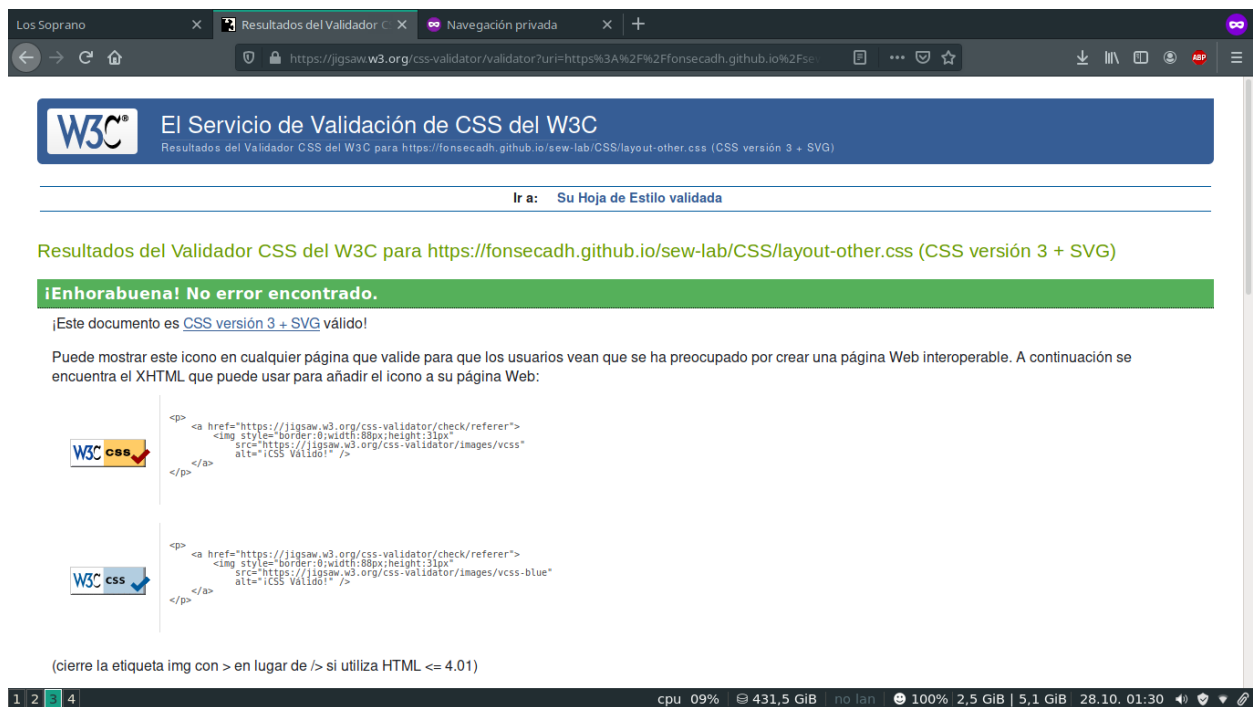 Los Soprano
Resultados del Validador C
Navegación privada
https://jigsaw.w3.org/css-validator/validator?uri=https%3A%2F%2Ffonsecadh.github.io%2Fsew
ABP
W3C®
El Servicio de Validación de CSS del W3C
Resultados del Validador CSS del W3C para https://fonsecadh.github.io/sew-lab/CSS/layout-other.css (CSS versión 3 + SVG)
Ir a: Su Hoja de Estilo validada
Resultados del Validador CSS del W3C para https://fonsecadh.github.io/sew-lab/CSS/layout-other.css (CSS versión 3 + SVG)
¡Enhorabuena! No error encontrado.
¡Este documento es CSS versión 3 + SVG válido!
Puede mostrar este icono en cualquier página que valide para que los usuarios vean que se ha preocupado por crear una página Web interoperable. A continuación se
encuentra el XHTML que puede usar para añadir el icono a su página Web:
W3C css
<p>
<a href="https://jigsaw.w3.org/css-validator/check/referer">
<img style="border:0;width:88px;height:31px"
src="https://jigsaw.w3.org/css-validator/images/vcss"
alt="¡CSS Válido!" />
</a>
</p>
W3C css
<p>
<a href="https://jigsaw.w3.org/css-validator/check/referer">
<img style="border:0;width:88px;height:31px"
src="https://jigsaw.w3.org/css-validator/images/vcss-blue"
alt="¡CSS Válido!" />
</a>
</p>
(cierre la etiqueta img con > en lugar de /> si utiliza HTML <= 4.01)
1 2 3 4
cpu 09% 431,5 GiB no lan 100% 2,5 GiB | 5,1 GiB 28.10. 01:30